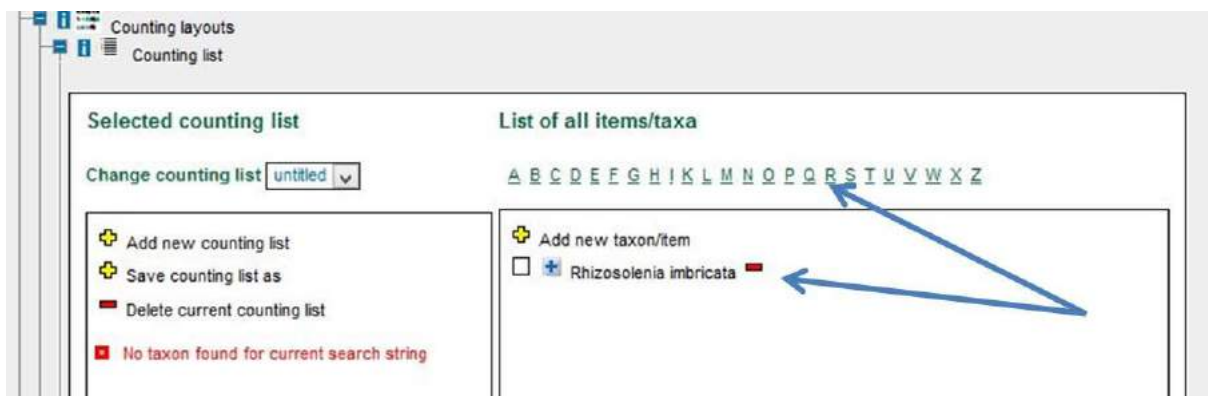 Counting layouts
Counting list
Selected counting list
Change counting list untitled
Add new counting list
Save counting list as
Delete current counting list
No taxon found for current search string
List of all items/taxa
A B C D E F G H I K L M N O P Q R S T U V W X Z
Add new taxon/item
Rhizosolenia imbricata